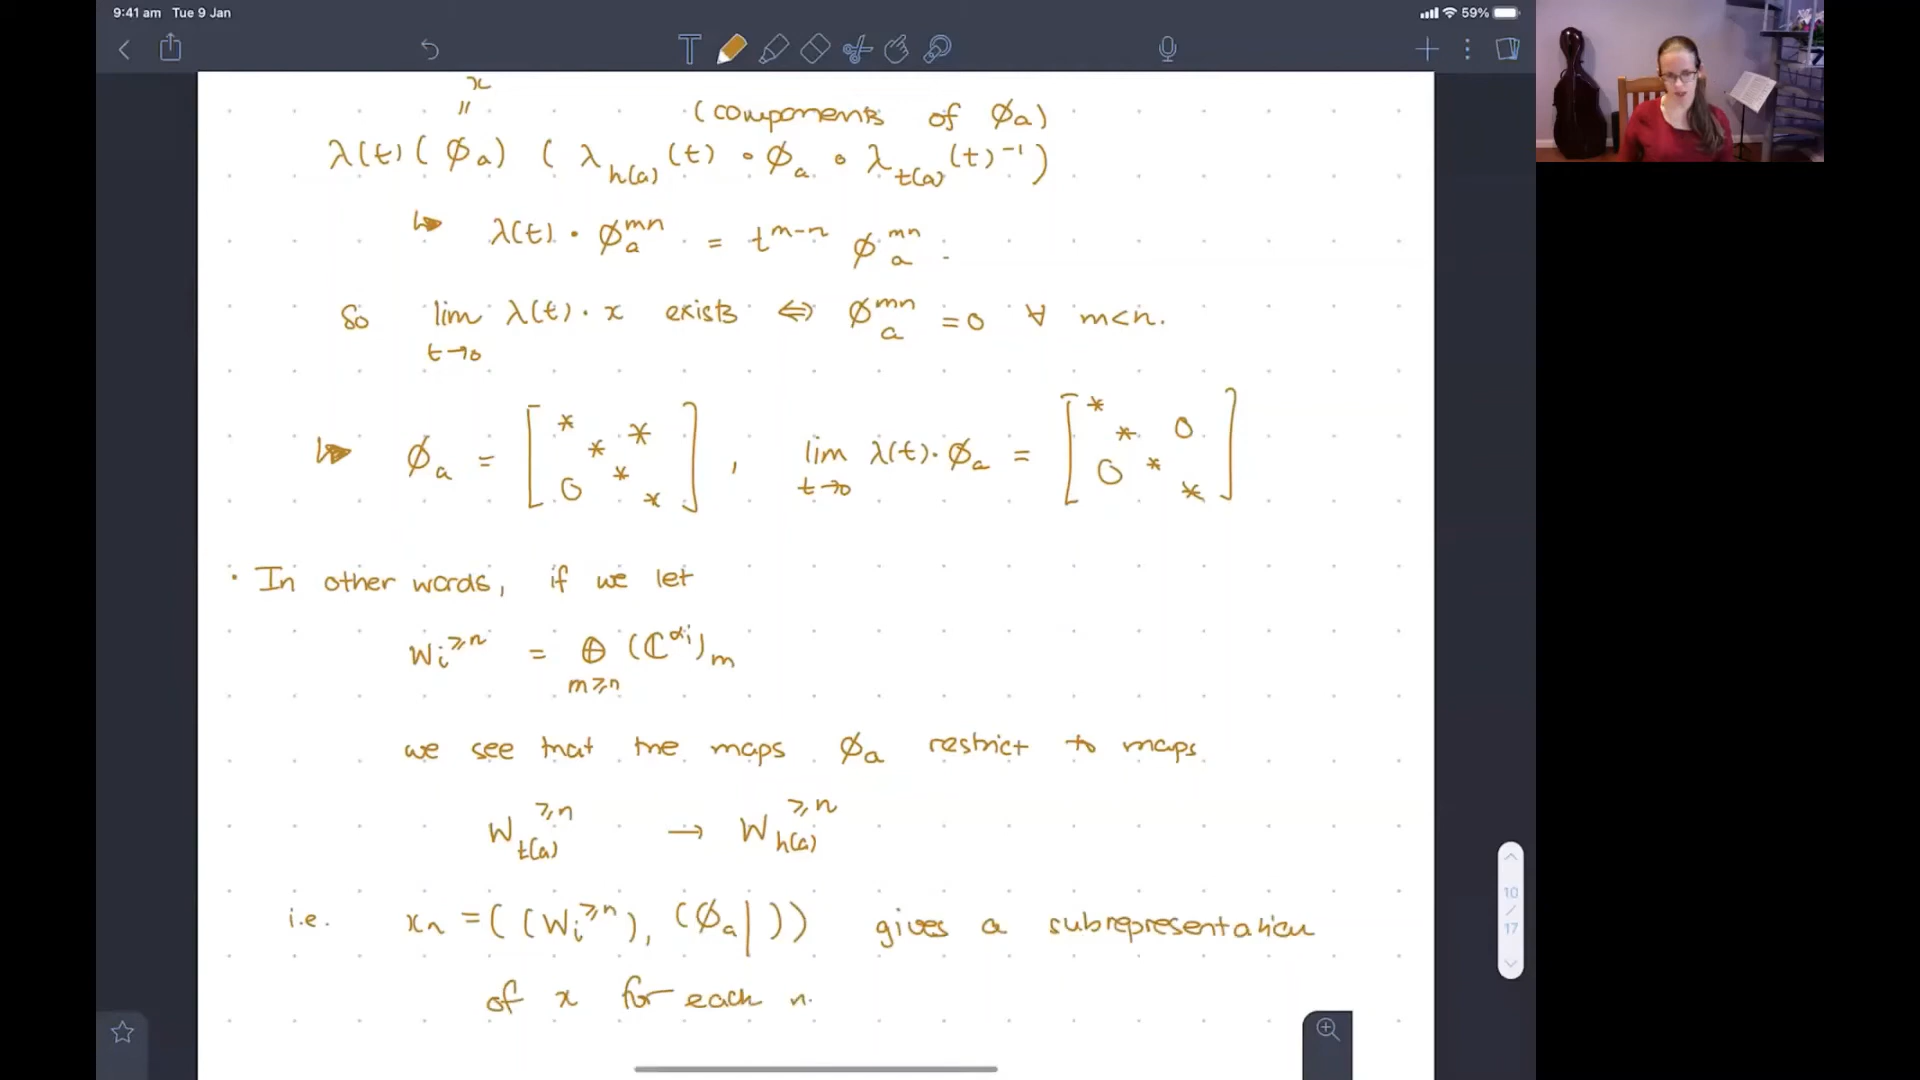 9:41 am Tue 9 Jan
59%
x
"
(components of ϕa)
λ(t)(ϕa) (λh(a)(t) ∘ ϕa ∘ λt(a)(t)⁻¹)
↳ λ(t) · ϕa^mn = t^m-n ϕa^mn.
So lim t→0 λ(t) · x exists ⇔ ϕa^mn = 0 ∀ m<n.
↳ ϕa = [* * * * * 0], lim t→0 λ(t) · ϕa = [* * 0 0 * *]
· In other words, if we let
Wi^≥n = ⊕ m≥n (ℂ^αi)m
we see that the maps ϕa restrict to maps
W t(a)^≥n → W h(a)^≥n
i.e. xn = ((Wi^≥n), (ϕa|)) gives a subrepresentation
of x for each n.
10
/
17